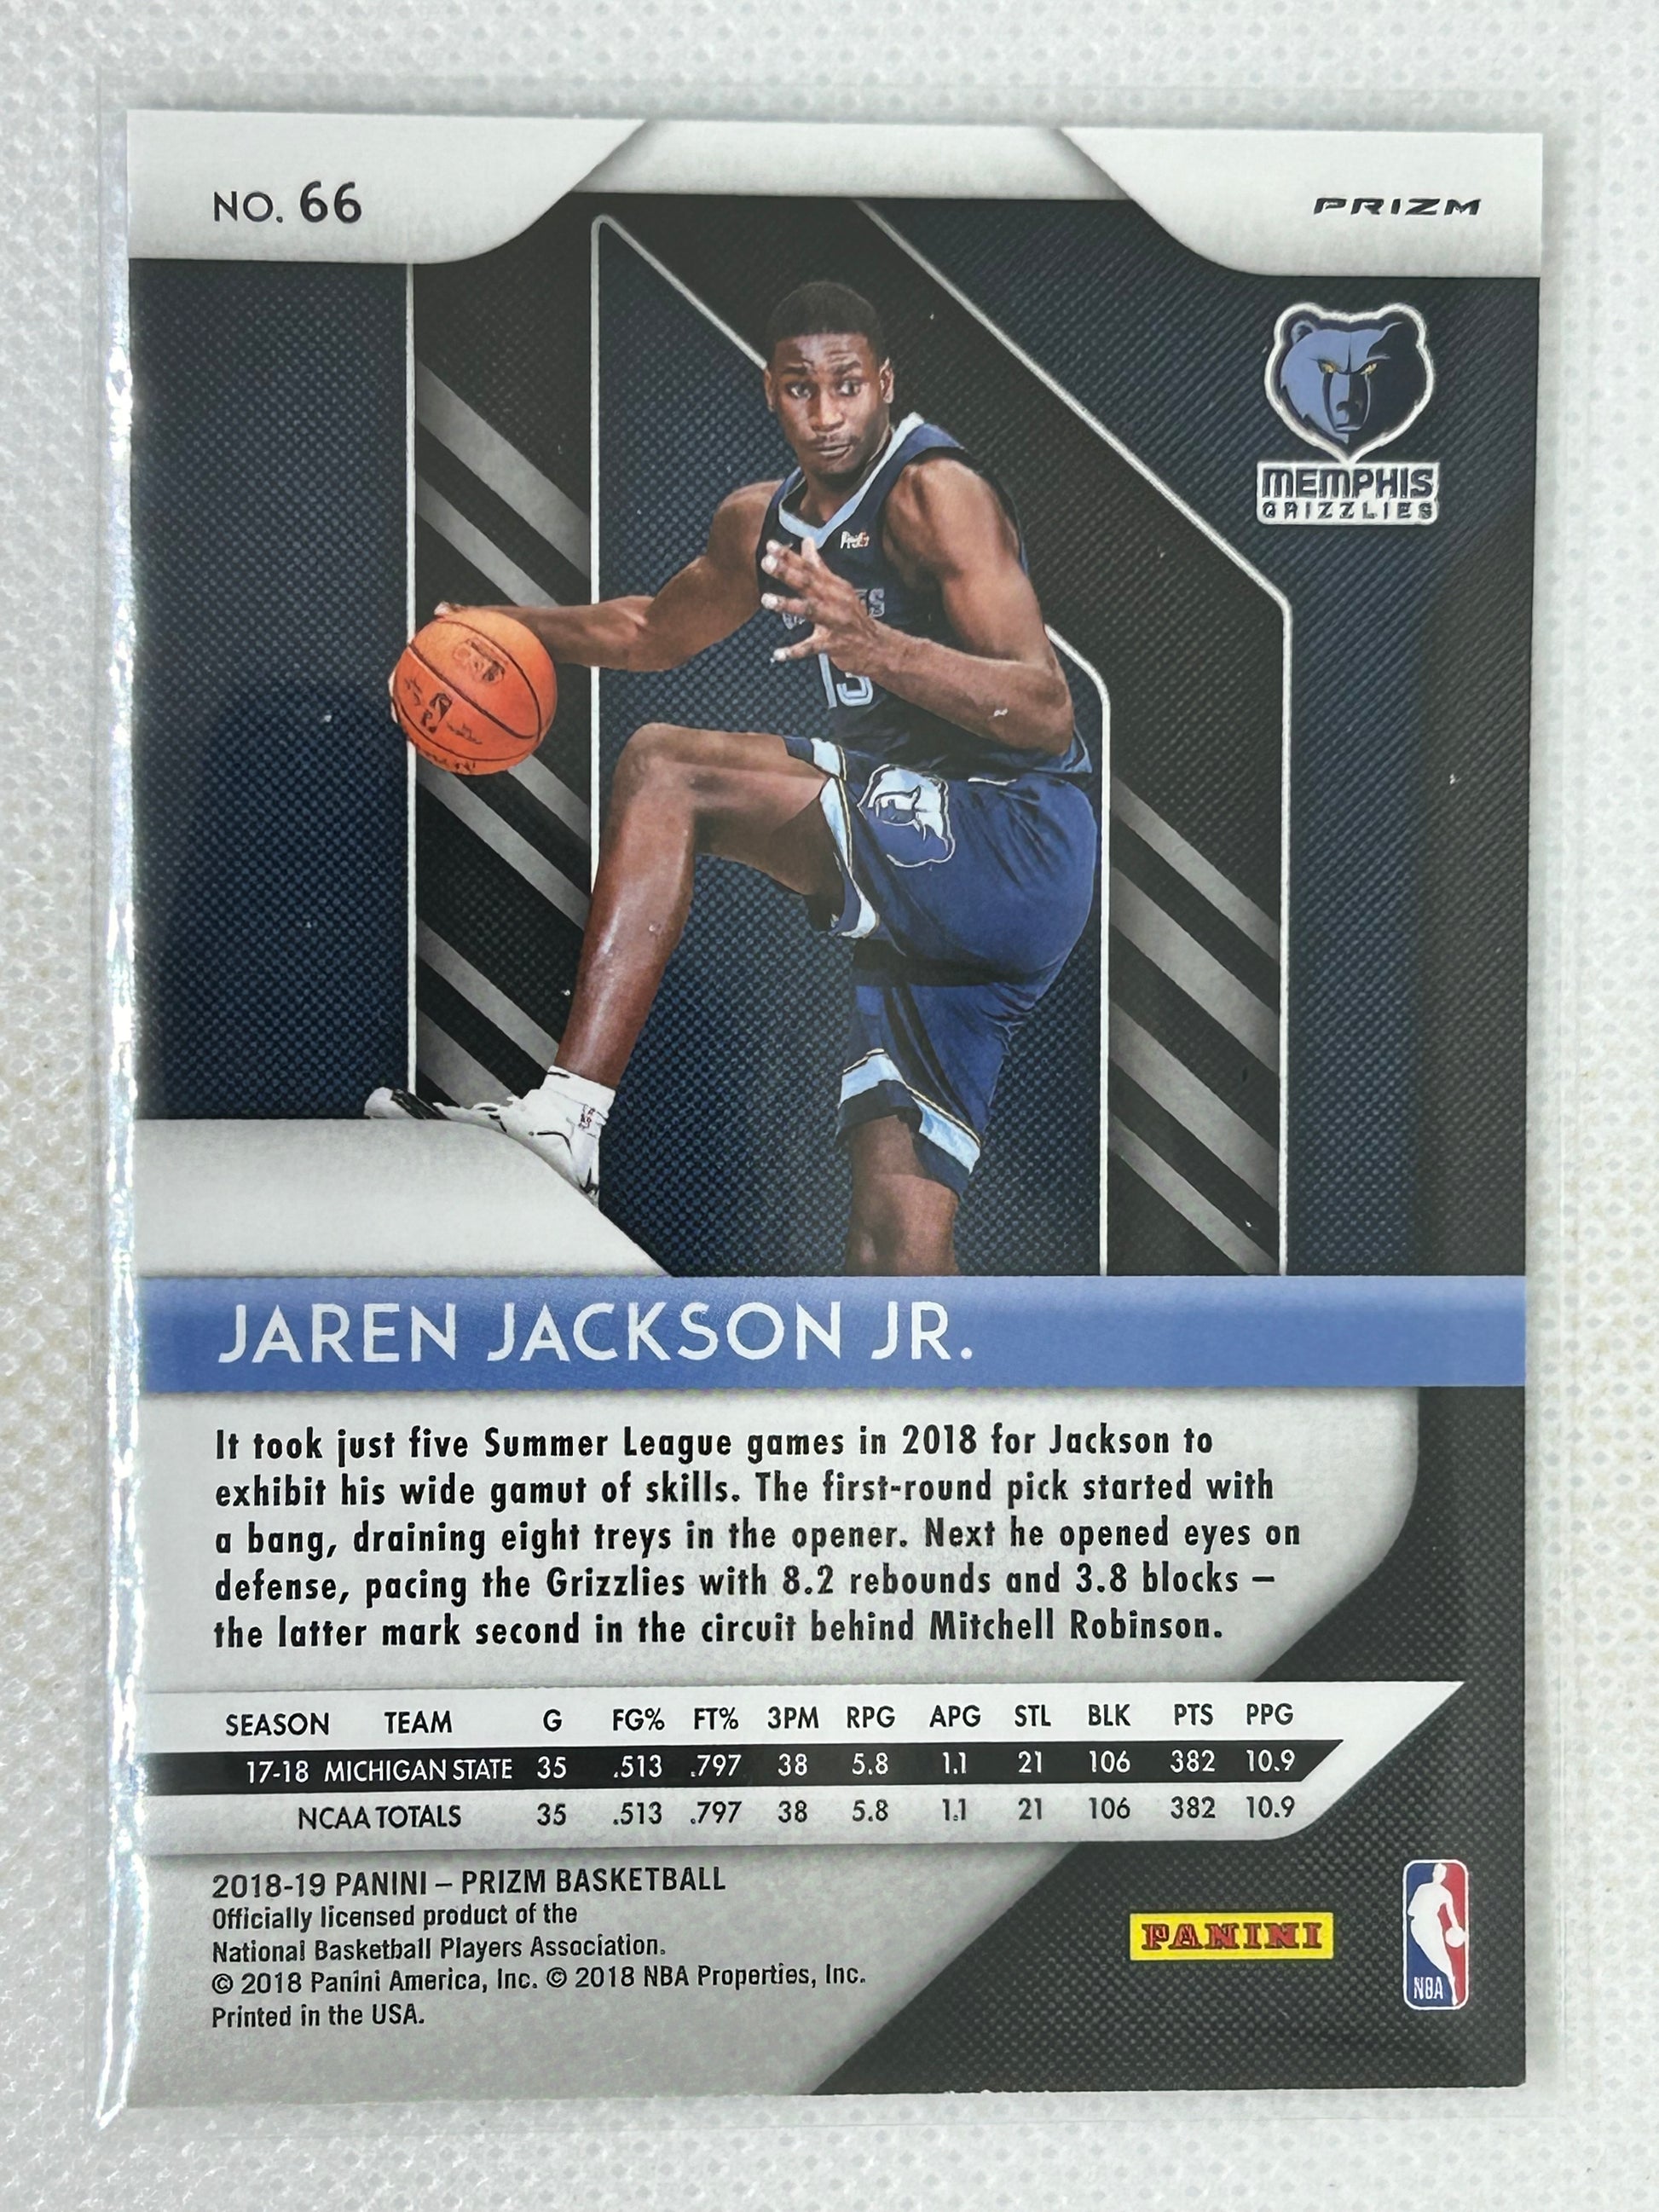 NO. 66
PRIZM
MEMPHIS
GRIZZLIES
13
JAREN JACKSON JR.
It took just five Summer League games in 2018 for Jackson to
exhibit his wide gamut of skills. The first-round pick started with
a bang, draining eight treys in the opener. Next he opened eyes on
defense, pacing the Grizzlies with 8.2 rebounds and 3.8 blocks –
the latter mark second in the circuit behind Mitchell Robinson.
SEASON TEAM G FG% FT% 3PM RPG APG STL BLK PTS PPG
17-18 MICHIGAN STATE 35 .513 .797 38 5.8 1.1 21 106 382 10.9
NCAA TOTALS 35 .513 .797 38 5.8 1.1 21 106 382 10.9
2018-19 PANINI – PRIZM BASKETBALL
Officially licensed product of the
National Basketball Players Association.
© 2018 Panini America, Inc. © 2018 NBA Properties, Inc.
Printed in the USA.
PANINI
NBA